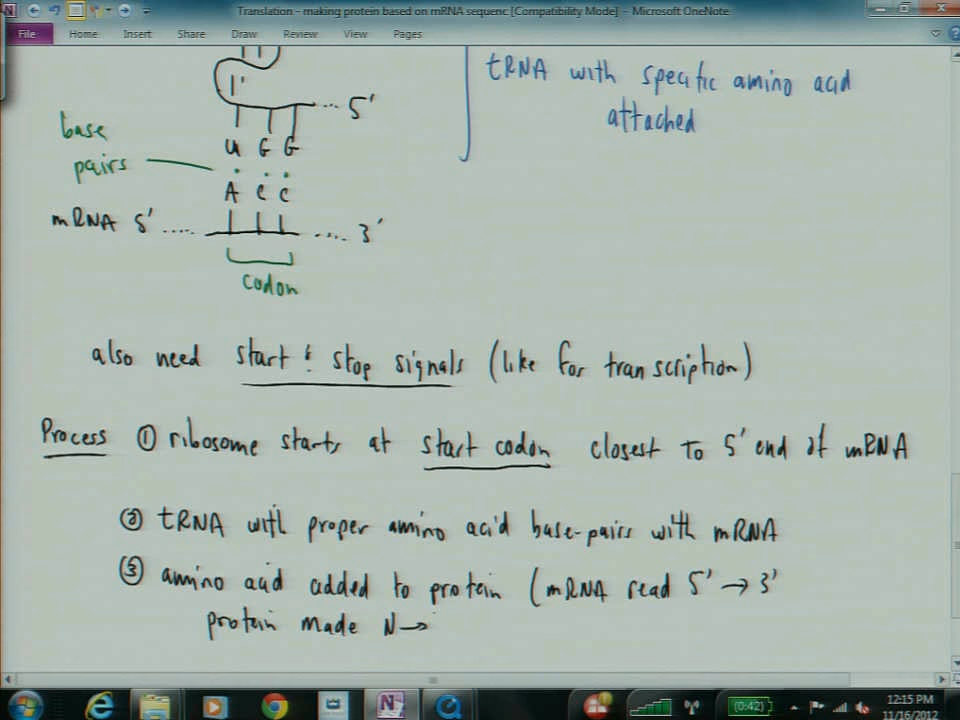 Translation - making protein based on mRNA sequenc [Compatibility Mode] - Microsoft OneNote
File Home Insert Share Draw Review View Pages
1'
... 5'
tRNA with specific amino acid
attached
base
pairs
U G G
A C C
mRNA 5' ..... .... 3'
codon
also need start & stop signals (like for transcription)
Process ① ribosome starts at start codon closest to 5' end of mRNA
② tRNA with proper amino acid base-pairs with mRNA
③ amino acid added to protein (mRNA read 5' → 3'
protein made N →
(0:42)
12:15 PM
11/16/2012